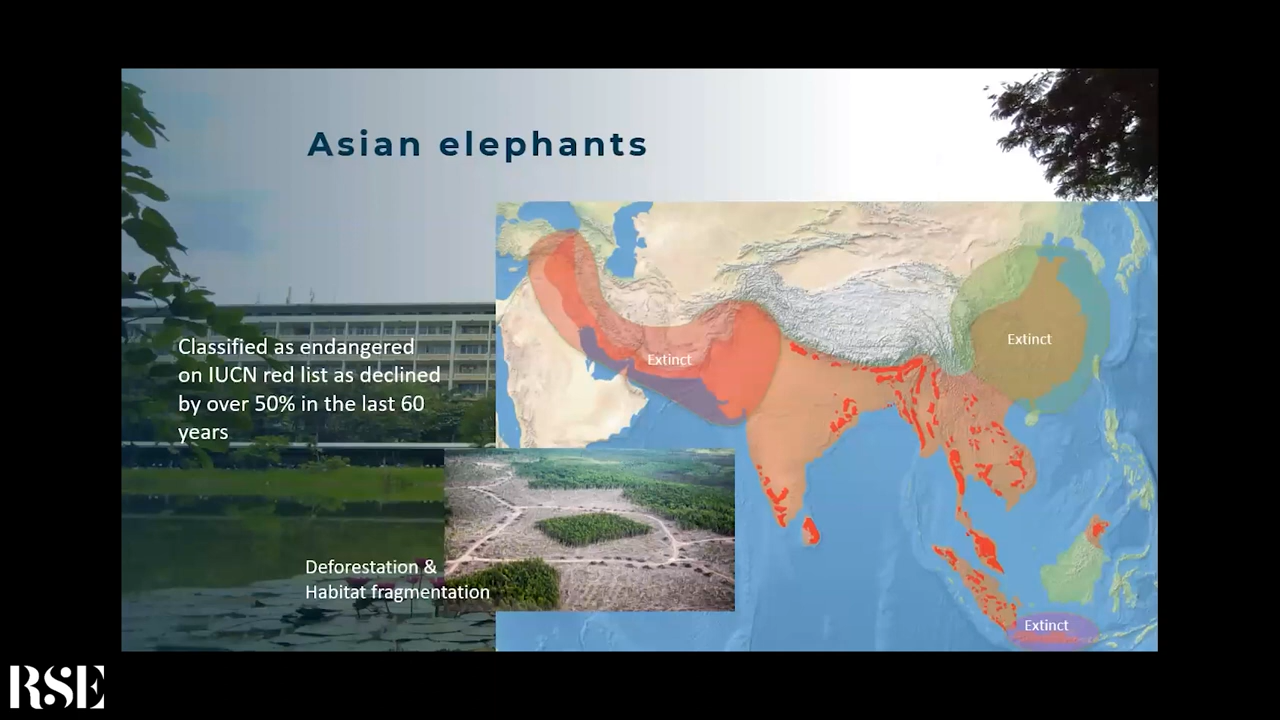 Asian elephants
Classified as endangered
on IUCN red list as declined
by over 50% in the last 60
years
Extinct
Extinct
Deforestation &
Habitat fragmentation
Extinct
RSE